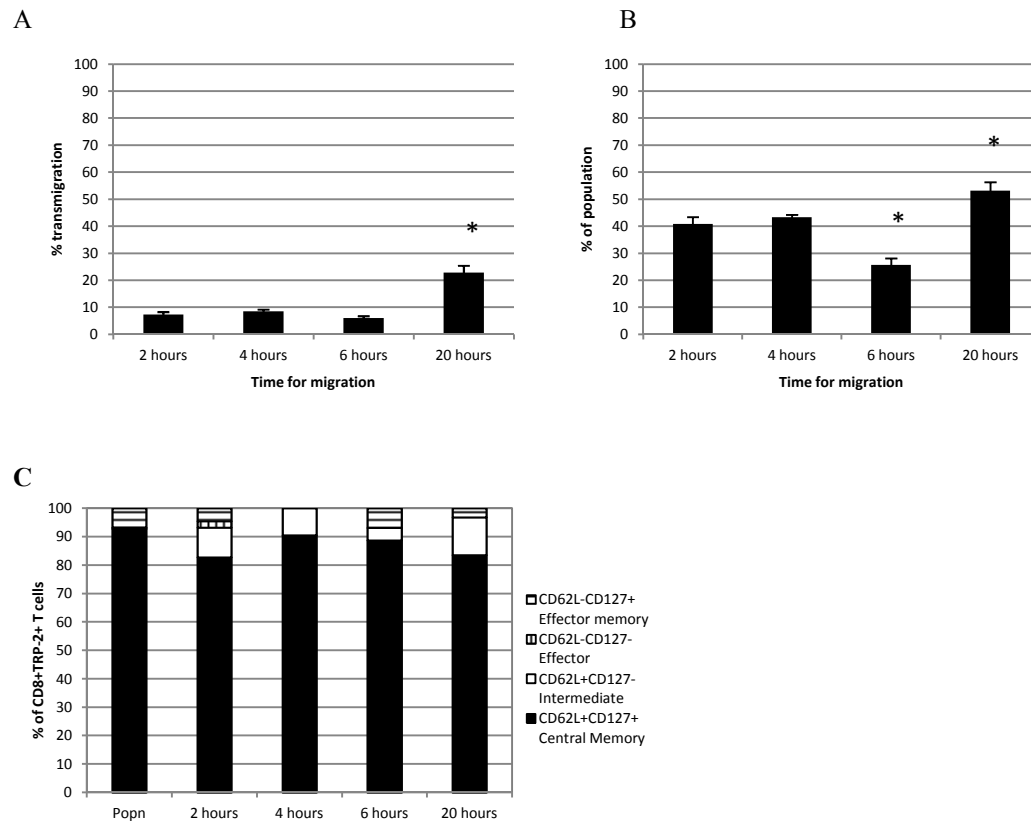 A
B
100
90
80
70
60
50
40
30
20
10
0
% transmigration
*
2 hours 4 hours 6 hours 20 hours
Time for migration
100
90
80
70
60
50
40
30
20
10
0
% of population
*
*
2 hours 4 hours 6 hours 20 hours
Time for migration
C
100
90
80
70
60
50
40
30
20
10
0
% of CD8+TRP-2+ T cells
Popn 2 hours 4 hours 6 hours 20 hours
CD62L-CD127+
Effector memory
CD62L-CD127-
Effector
CD62L+CD127-
Intermediate
CD62L+CD127+
Central Memory